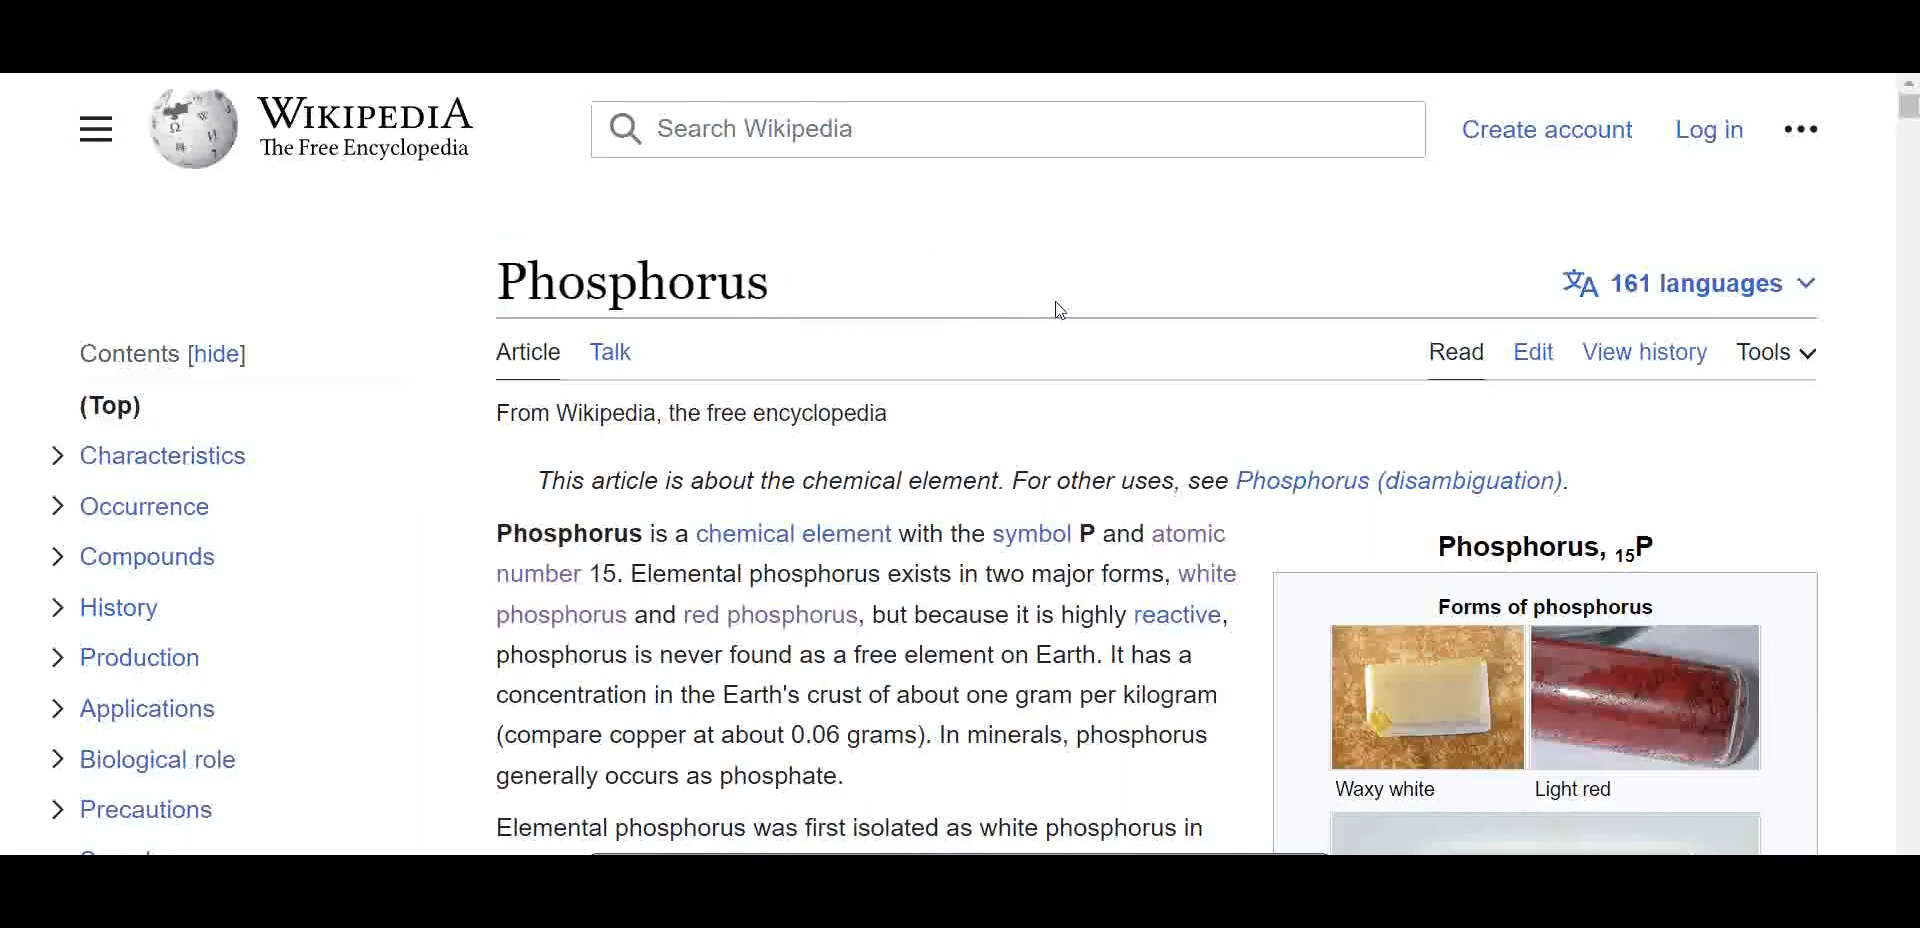 WIKIPEDIA
The Free Encyclopedia
Search Wikipedia
Create account
Log in
Phosphorus
161 languages
Contents [hide]
Article
Talk
Read
Edit
View history
Tools
(Top)
From Wikipedia, the free encyclopedia
Characteristics
Occurrence
Compounds
History
Production
Applications
Biological role
Precautions
This article is about the chemical element. For other uses, see Phosphorus (disambiguation).
Phosphorus is a chemical element with the symbol P and atomic
number 15. Elemental phosphorus exists in two major forms, white
phosphorus and red phosphorus, but because it is highly reactive,
phosphorus is never found as a free element on Earth. It has a
concentration in the Earth's crust of about one gram per kilogram
(compare copper at about 0.06 grams). In minerals, phosphorus
generally occurs as phosphate.
Elemental phosphorus was first isolated as white phosphorus in
Phosphorus, 15P
Forms of phosphorus
Waxy white
Light red